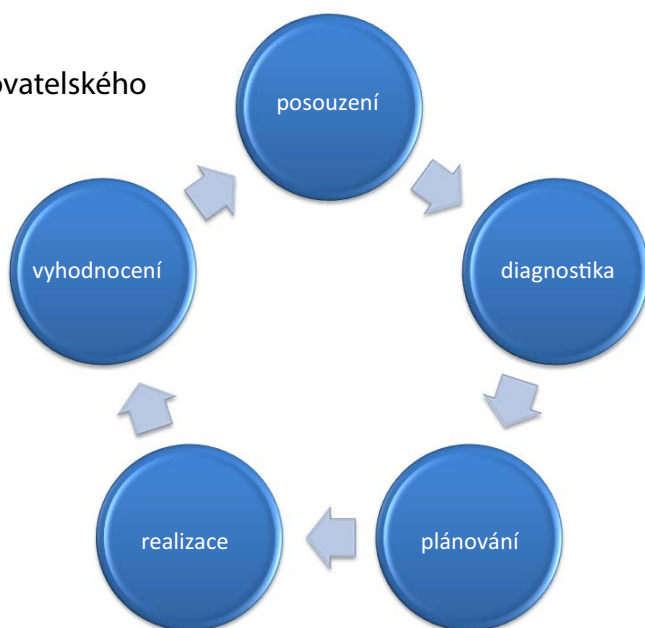 ovatelského
posouzení
diagnostika
plánování
realizace
vyhodnocení